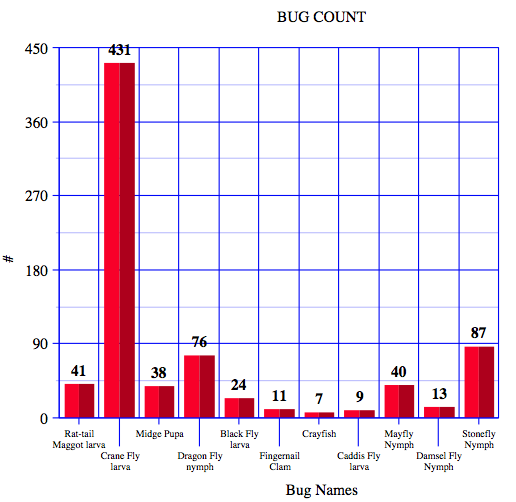 BUG COUNT
450
360
270
180
90
0
#
41
431
38
76
24
11
7
9
40
13
87
Rat-tail
Maggot larva
Crane Fly
larva
Midge Pupa
Dragon Fly
nymph
Black Fly
larva
Fingernail
Clam
Crayfish
Caddis Fly
larva
Mayfly
Nymph
Damsel Fly
Nymph
Stonefly
Nymph
Bug Names